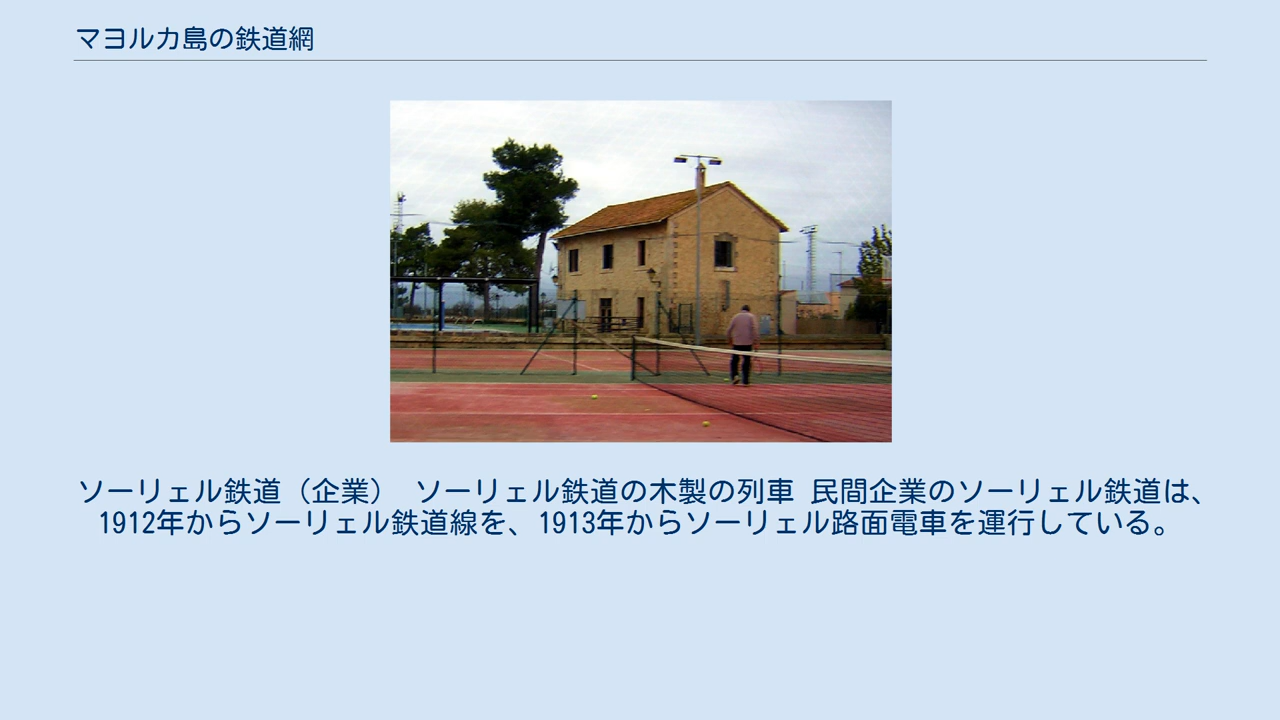 マヨルカ島の鉄道網
ソーリェル鉄道（企業） ソーリェル鉄道の木製の列車 民間企業のソーリェル鉄道は、
1912年からソーリェル鉄道線を、1913年からソーリェル路面電車を運行している。